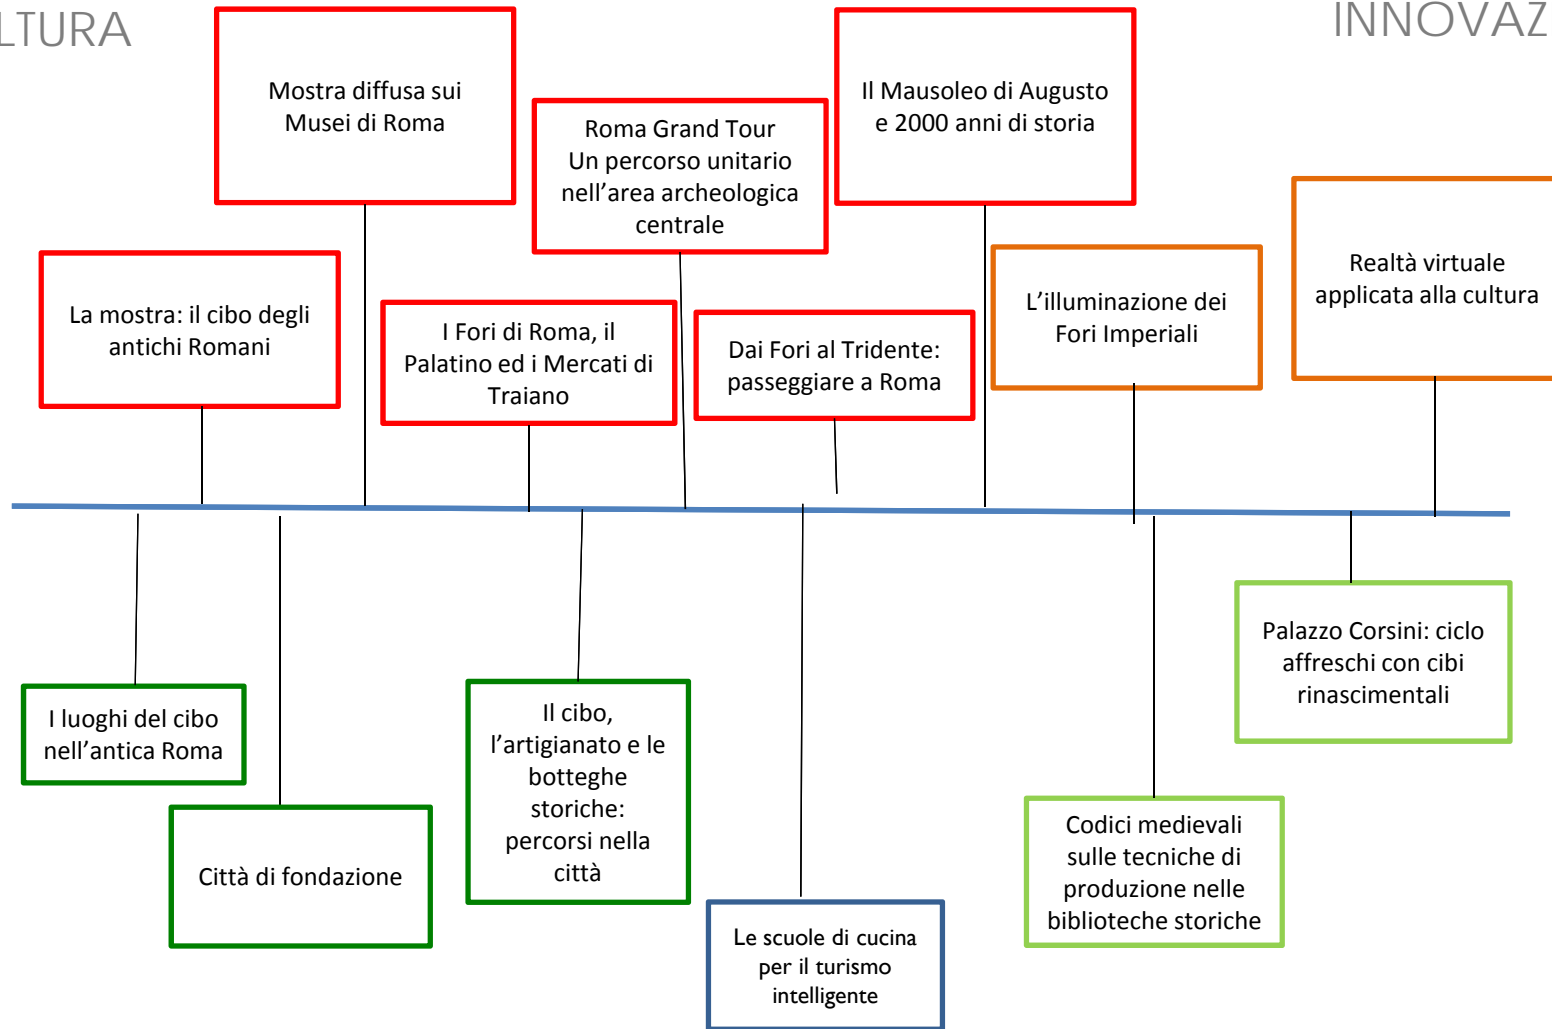 LTURA
INNOVAZ
Mostra diffusa sui
Musei di Roma
Roma Grand Tour
Un percorso unitario
nell’area archeologica
centrale
Il Mausoleo di Augusto
e 2000 anni di storia
La mostra: il cibo degli
antichi Romani
I Fori di Roma, il
Palatino ed i Mercati di
Traiano
Dai Fori al Tridente:
passeggiare a Roma
L’illuminazione dei
Fori Imperiali
Realtà virtuale
applicata alla cultura
I luoghi del cibo
nell’antica Roma
Città di fondazione
Il cibo,
l’artigianato e le
botteghe
storiche:
percorsi nella
città
Le scuole di cucina
per il turismo
intelligente
Codici medievali
sulle tecniche di
produzione nelle
biblioteche storiche
Palazzo Corsini: ciclo
affreschi con cibi
rinascimentali